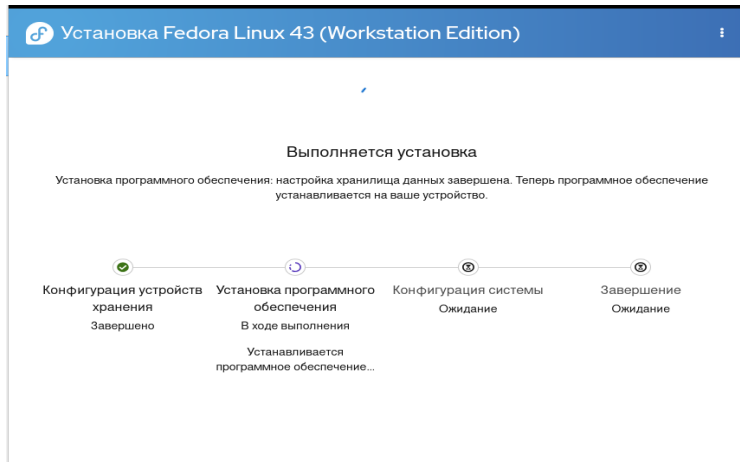 Установка Fedora Linux 43 (Workstation Edition)
Выполняется установка
Установка программного обеспечения: настройка хранилища данных завершена. Теперь программное обеспечение
устанавливается на ваше устройство.
Конфигурация устройств
хранения
Завершено
Установка программного
обеспечения
В ходе выполнения
Устанавливается
программное обеспечение...
Конфигурация системы
Ожидание
Завершение
Ожидание